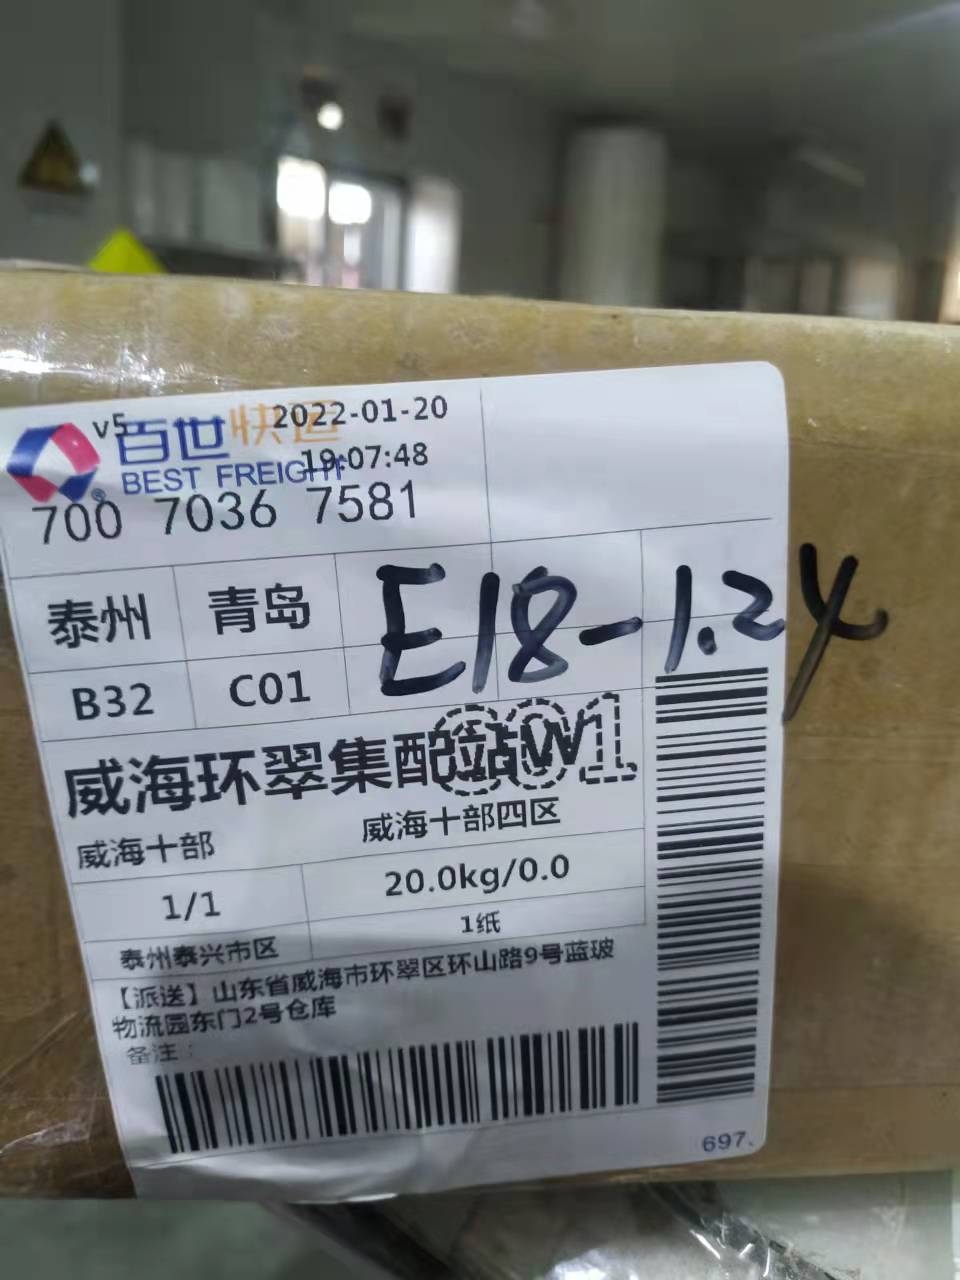 v5
百世快运 2022-01-20
BEST FREIGHT 19:07:48
700 7036 7581
泰州 青岛
E18-1.24
B32 C01
威海环翠集配站W1
威海十部 威海十部四区
1/1 20.0kg/0.0
泰州泰兴市区 1纸
【派送】山东省威海市环翠区环山路9号蓝玻
物流园东门2号仓库
备注:
697.